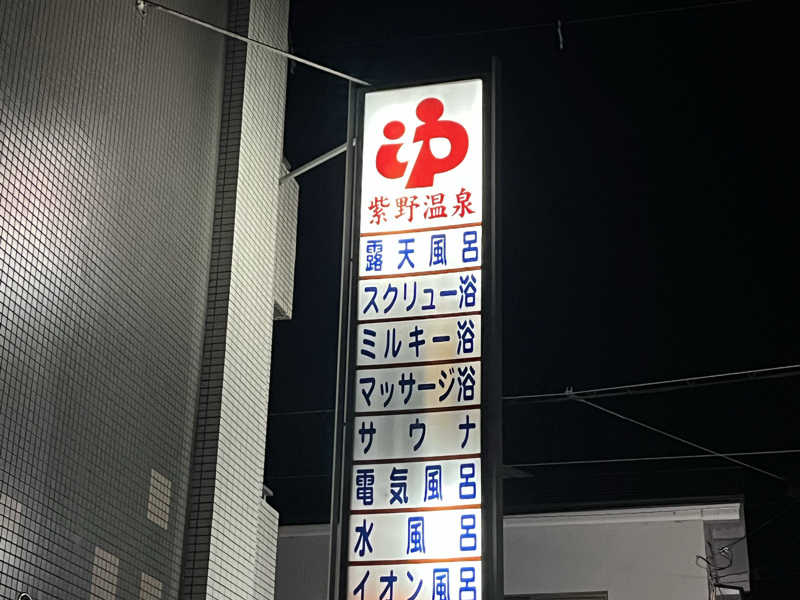 ゆ
紫野温泉
露天風呂
スクリュー浴
ミルキー浴
マッサージ浴
サウナ
電気風呂
水風呂
イオン風呂